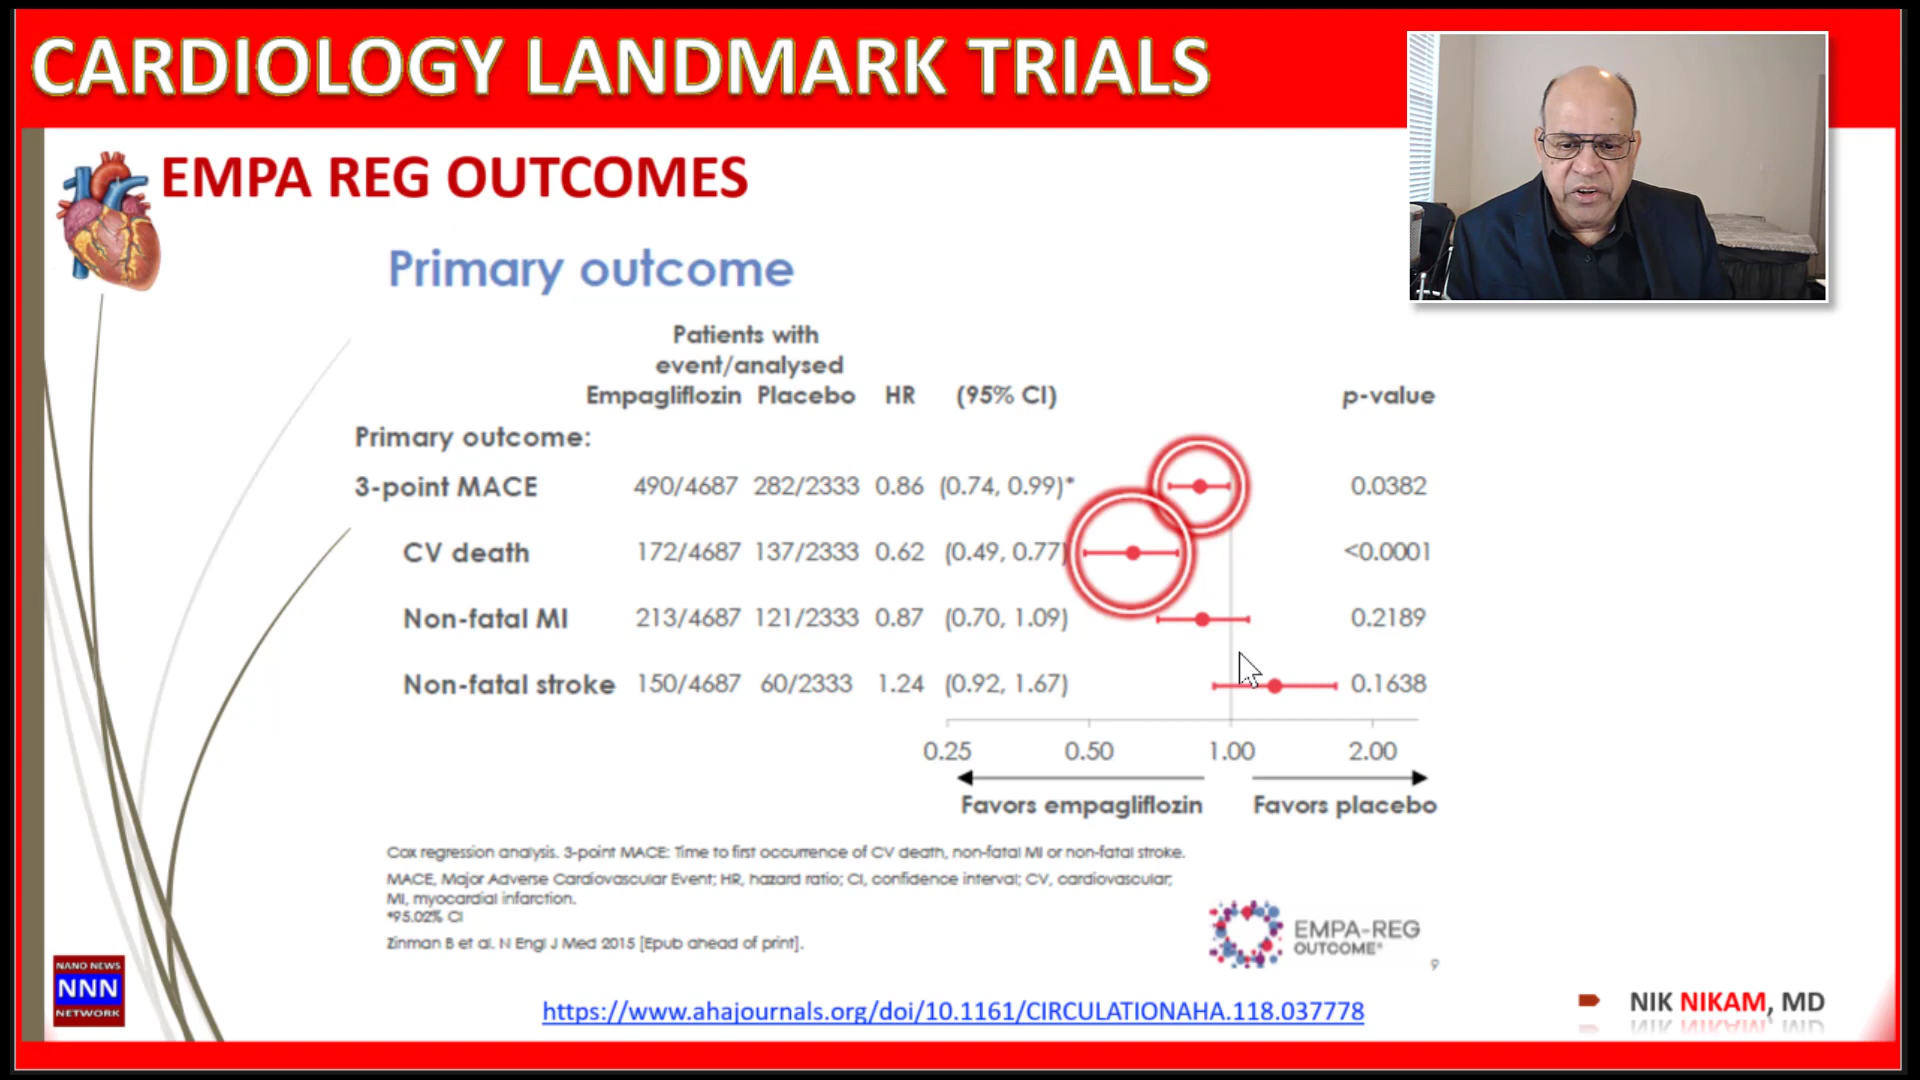 CARDIOLOGY LANDMARK TRIALS
EMPA REG OUTCOMES
Primary outcome
Patients with
event/analysed
Empagliflozin Placebo HR (95% CI) p-value
Primary outcome:
3-point MACE 490/4687 282/2333 0.86 (0.74, 0.99)* 0.0382
CV death 172/4687 137/2333 0.62 (0.49, 0.77) <0.0001
Non-fatal MI 213/4687 121/2333 0.87 (0.70, 1.09) 0.2189
Non-fatal stroke 150/4687 60/2333 1.24 (0.92, 1.67) 0.1638
0.25 0.50 1.00 2.00
Favors empagliflozin Favors placebo
Cox regression analysis. 3-point MACE: Time to first occurrence of CV death, non-fatal MI or non-fatal stroke.
MACE, Major Adverse Cardiovascular Event; HR, hazard ratio; CI, confidence interval; CV, cardiovascular;
MI, myocardial infarction.
*95.02% CI
Zinman B et al. N Engl J Med 2015 [Epub ahead of print].
EMPA-REG
OUTCOME®
9
NANO NEWS
NNN
NETWORK
https://www.ahajournals.org/doi/10.1161/CIRCULATIONAHA.118.037778
NIK NIKAM, MD